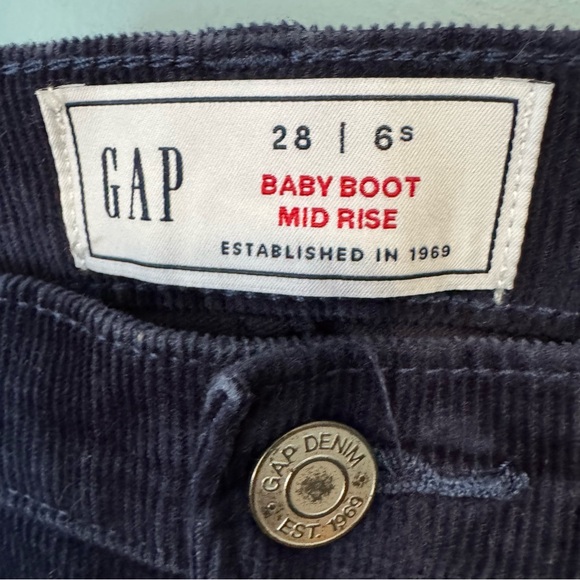 GAP
28 | 6S
BABY BOOT
MID RISE
ESTABLISHED IN 1969
GAP DENIM
EST. 1969